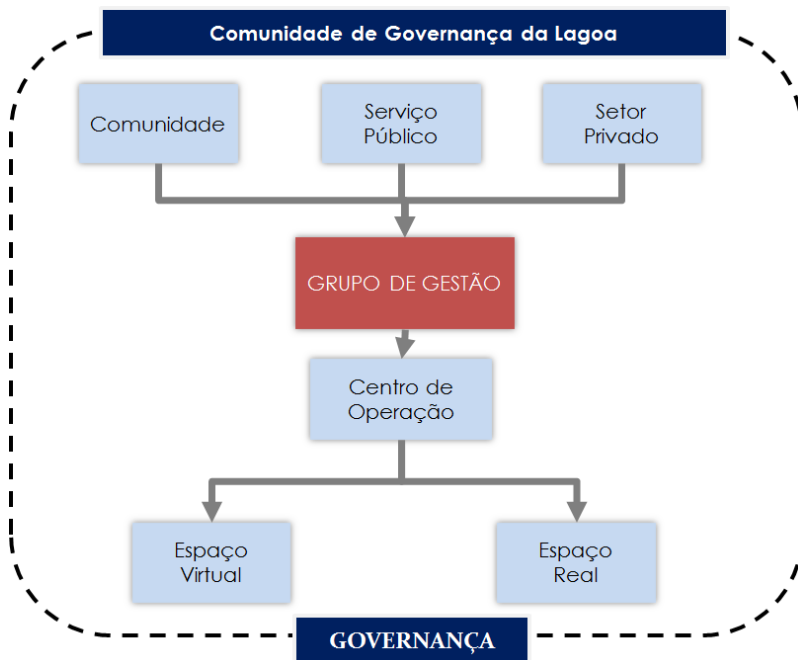 Comunidade de Governança da Lagoa
Comunidade
Serviço
Público
Setor
Privado
GRUPO DE GESTÃO
Centro de
Operação
Espaço
Virtual
Espaço
Real
GOVERNANÇA